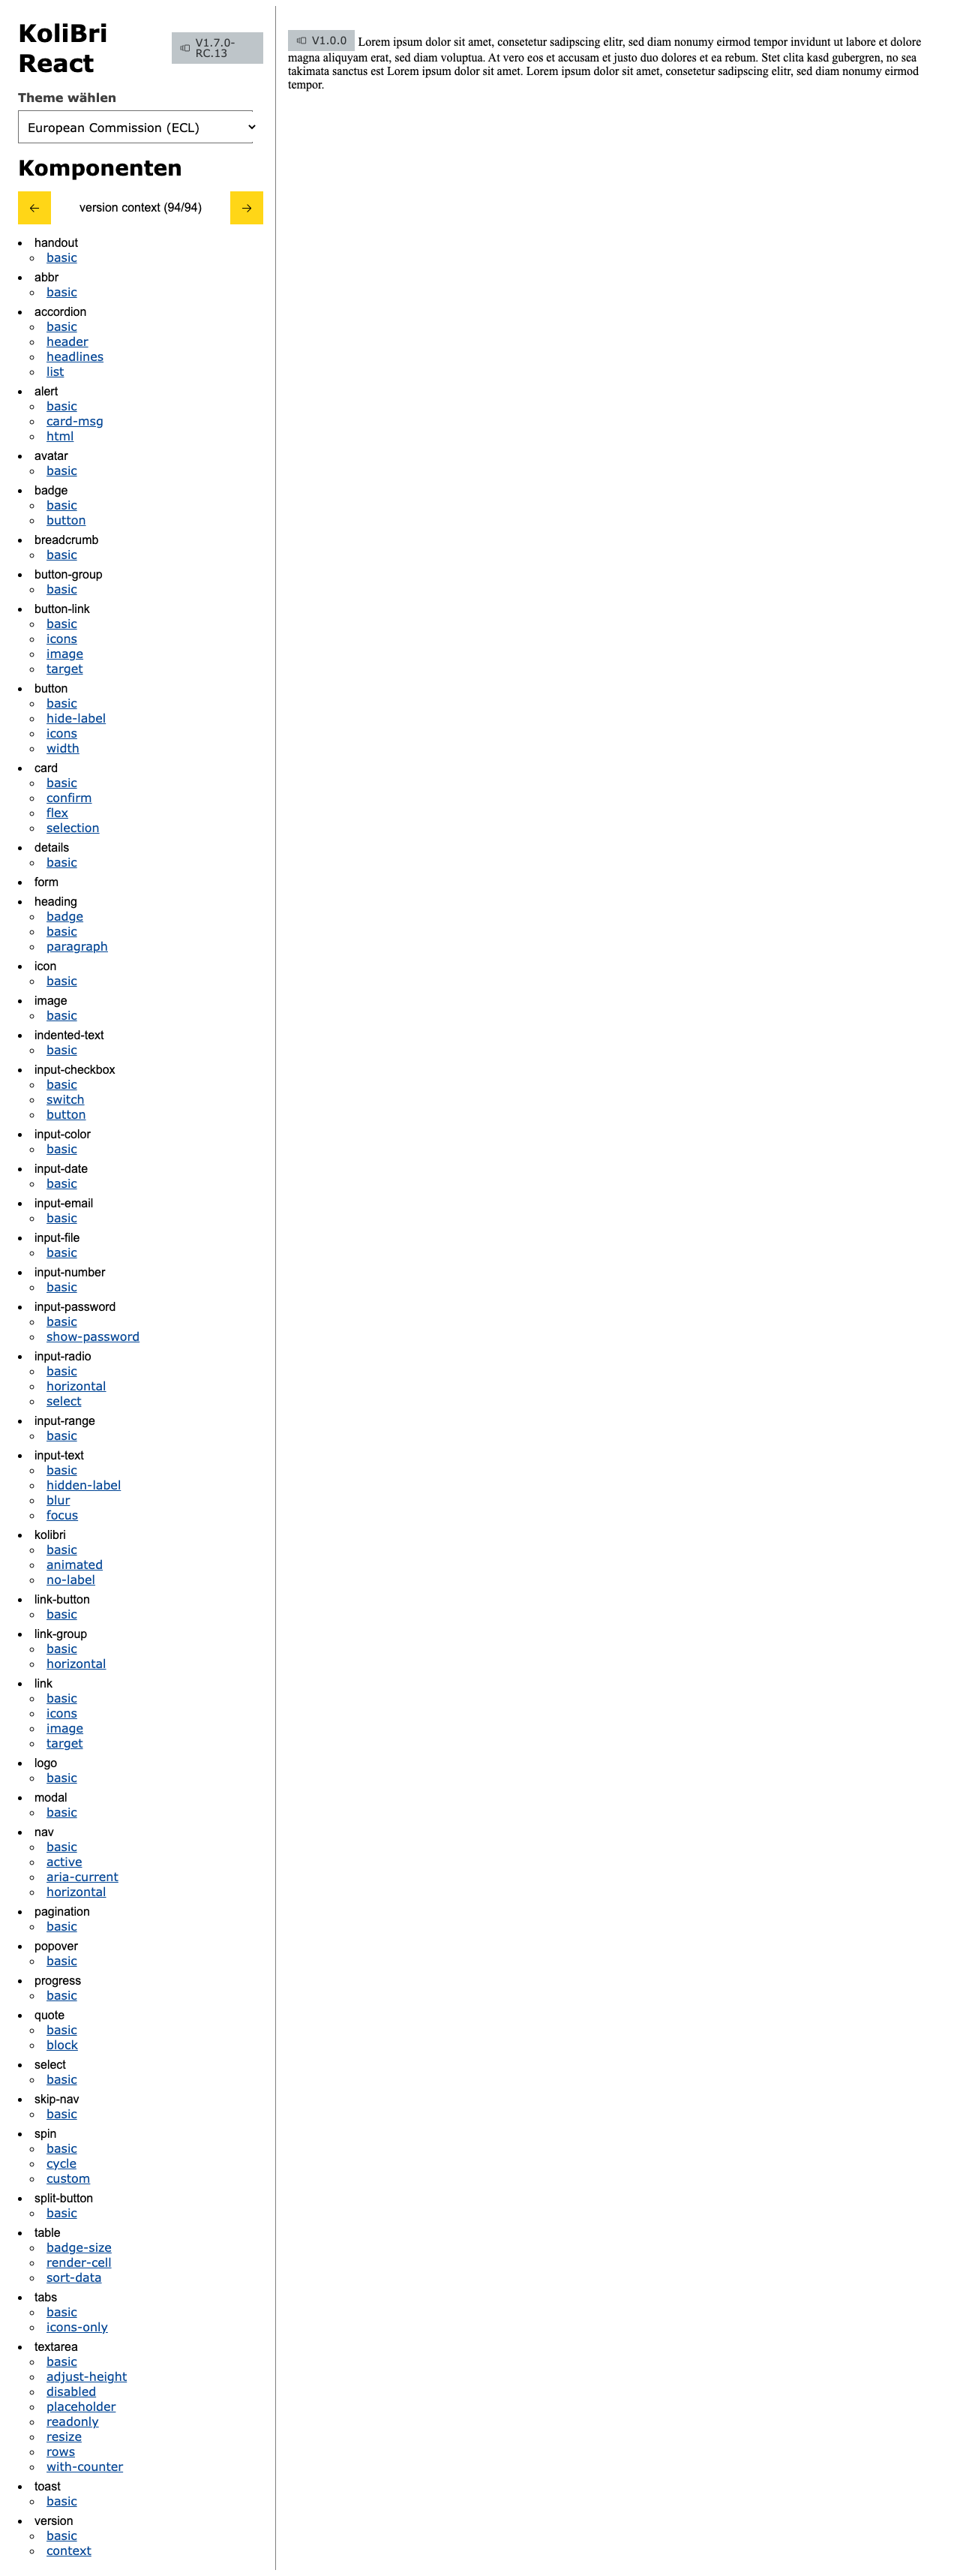 KoliBri
React
V1.7.0-
RC.13
Theme wählen
European Commission (ECL)
Komponenten
← version context (94/94) →
handout
basic
abbr
basic
accordion
basic
header
headlines
list
alert
basic
card-msg
html
avatar
basic
badge
basic
button
breadcrumb
basic
button-group
basic
button-link
basic
icons
image
target
button
basic
hide-label
icons
width
card
basic
confirm
flex
selection
details
basic
form
heading
badge
basic
paragraph
icon
basic
image
basic
indented-text
basic
input-checkbox
basic
switch
button
input-color
basic
input-date
basic
input-email
basic
input-file
basic
input-number
basic
input-password
basic
show-password
input-radio
basic
horizontal
select
input-range
basic
input-text
basic
hidden-label
blur
focus
kolibri
basic
animated
no-label
link-button
basic
link-group
basic
horizontal
link
basic
icons
image
target
logo
basic
modal
basic
nav
basic
active
aria-current
horizontal
pagination
basic
popover
basic
progress
basic
quote
basic
block
select
basic
skip-nav
basic
spin
basic
cycle
custom
split-button
basic
table
badge-size
render-cell
sort-data
tabs
basic
icons-only
textarea
basic
adjust-height
disabled
placeholder
readonly
resize
rows
with-counter
toast
basic
version
basic
context
V1.0.0 Lorem ipsum dolor sit amet, consetetur sadipscing elitr, sed diam nonumy eirmod tempor invidunt ut labore et dolore
magna aliquyam erat, sed diam voluptua. At vero eos et accusam et justo duo dolores et ea rebum. Stet clita kasd gubergren, no sea
takimata sanctus est Lorem ipsum dolor sit amet. Lorem ipsum dolor sit amet, consetetur sadipscing elitr, sed diam nonumy eirmod
tempor.